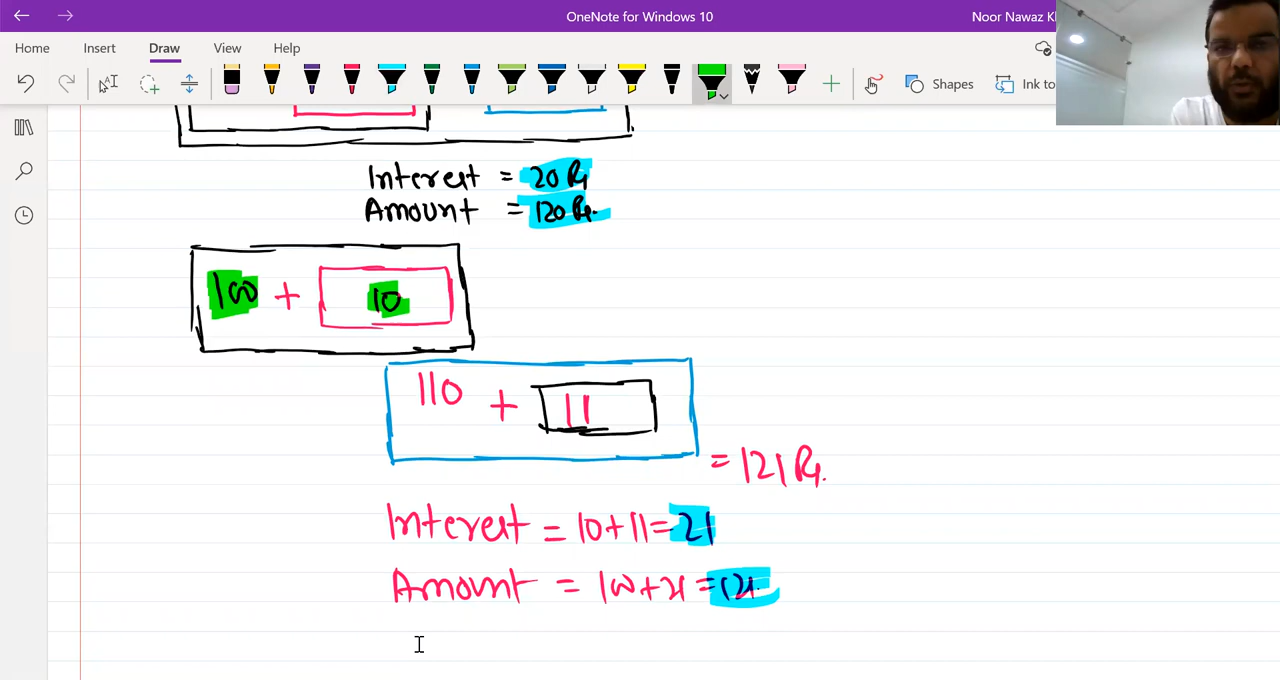 OneNote for Windows 10
Noor Nawaz Kh
Home Insert Draw View Help
Shapes Ink to
Interest = 20 Rs
Amount = 120 Rs.
100 + 10
110 + 11
= 121 Rs.
Interest = 10+11= 21
Amount = 100+21=121.